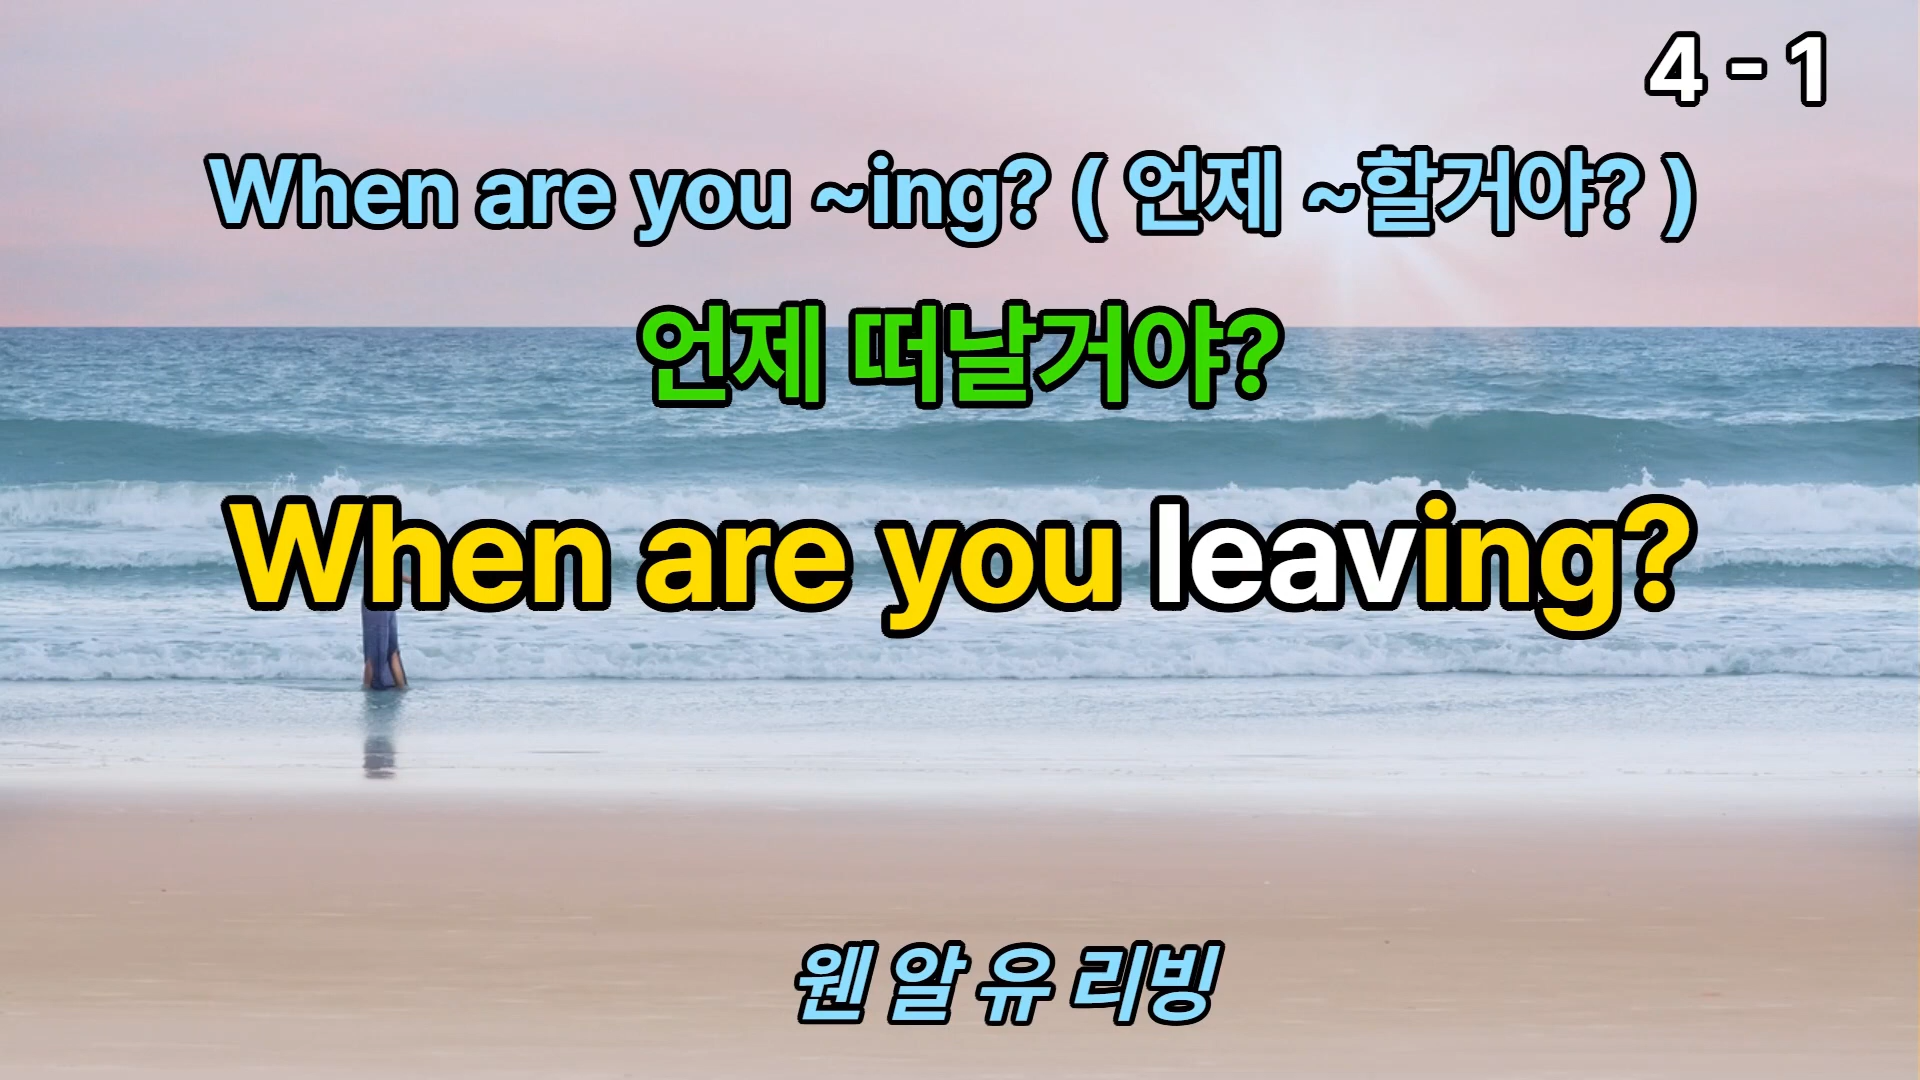 4 - 1
When are you ~ing? ( 언제 ~할거야? )
언제 떠날거야?
When are you leaving?
웬 알 유 리빙